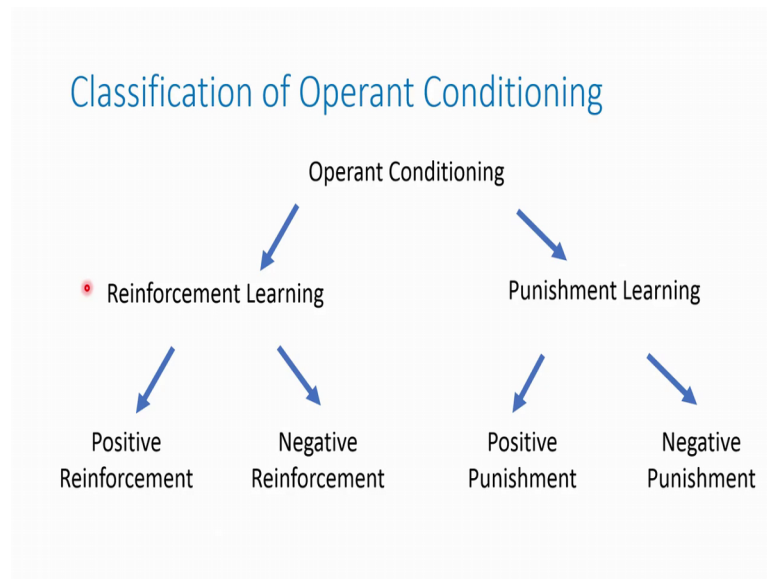 Classification of Operant Conditioning
Operant Conditioning
Reinforcement Learning
Punishment Learning
Positive
Reinforcement
Negative
Reinforcement
Positive
Punishment
Negative
Punishment